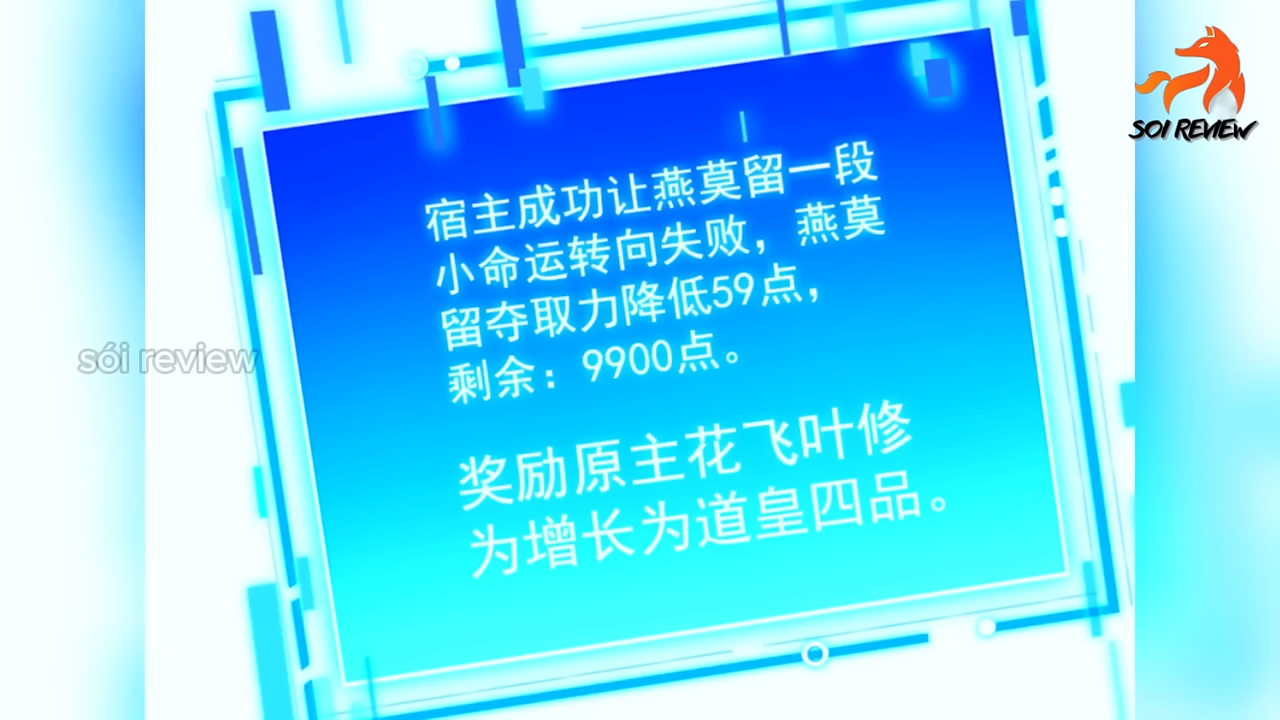 SOI REVIEW
宿主成功让燕莫留一段
小命运转向失败，燕莫
留夺取力降低59点，
剩余：9900点。
sói review
奖励原主花飞叶修
为增长为道皇四品。